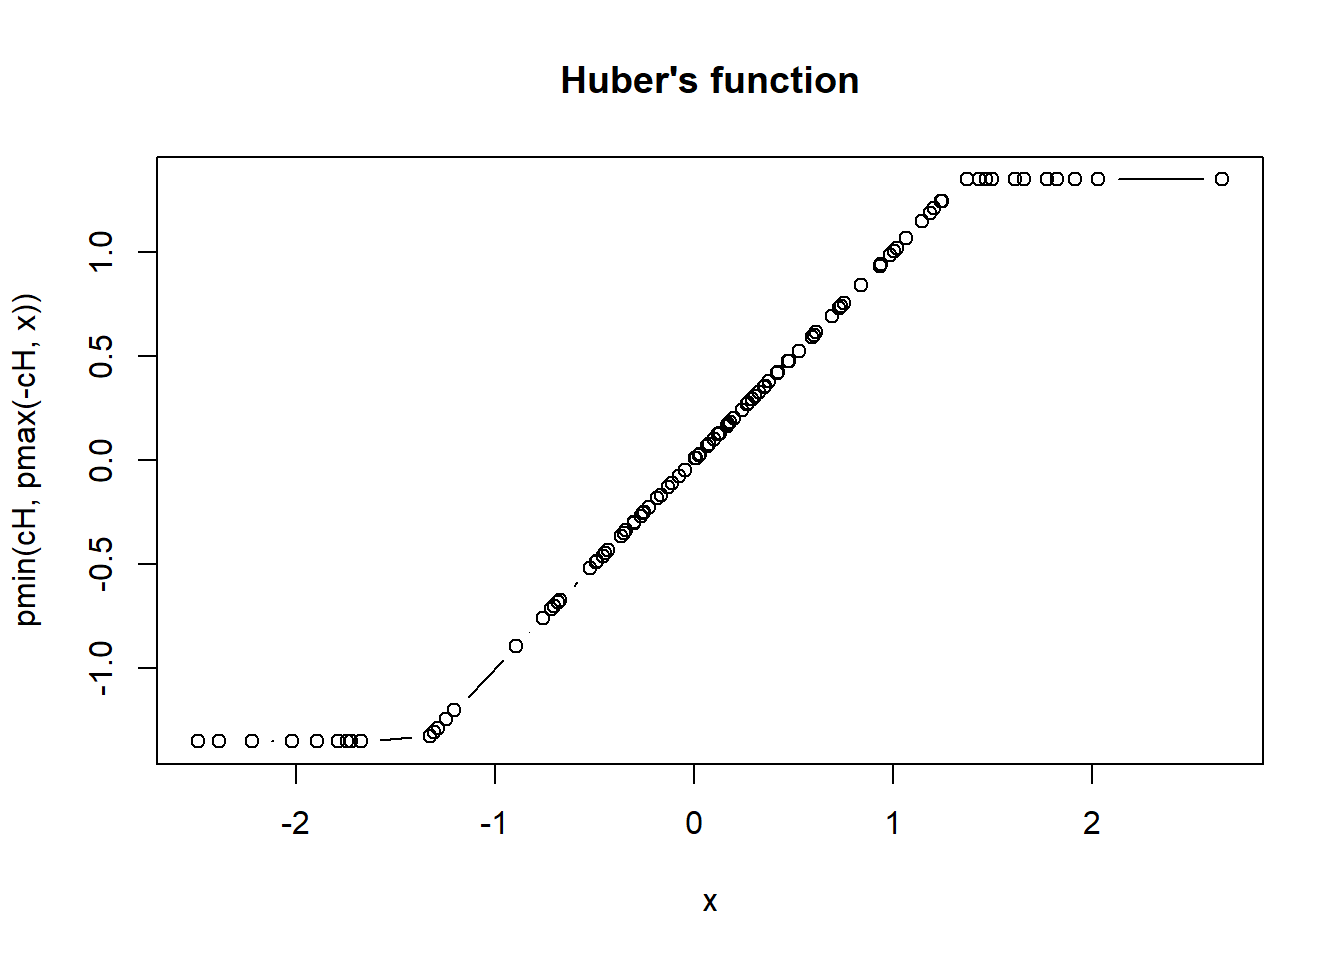 Huber's function
pmin(cH, pmax(-cH, x))
1.0
0.5
0.0
-0.5
-1.0
-2 -1 0 1 2
x